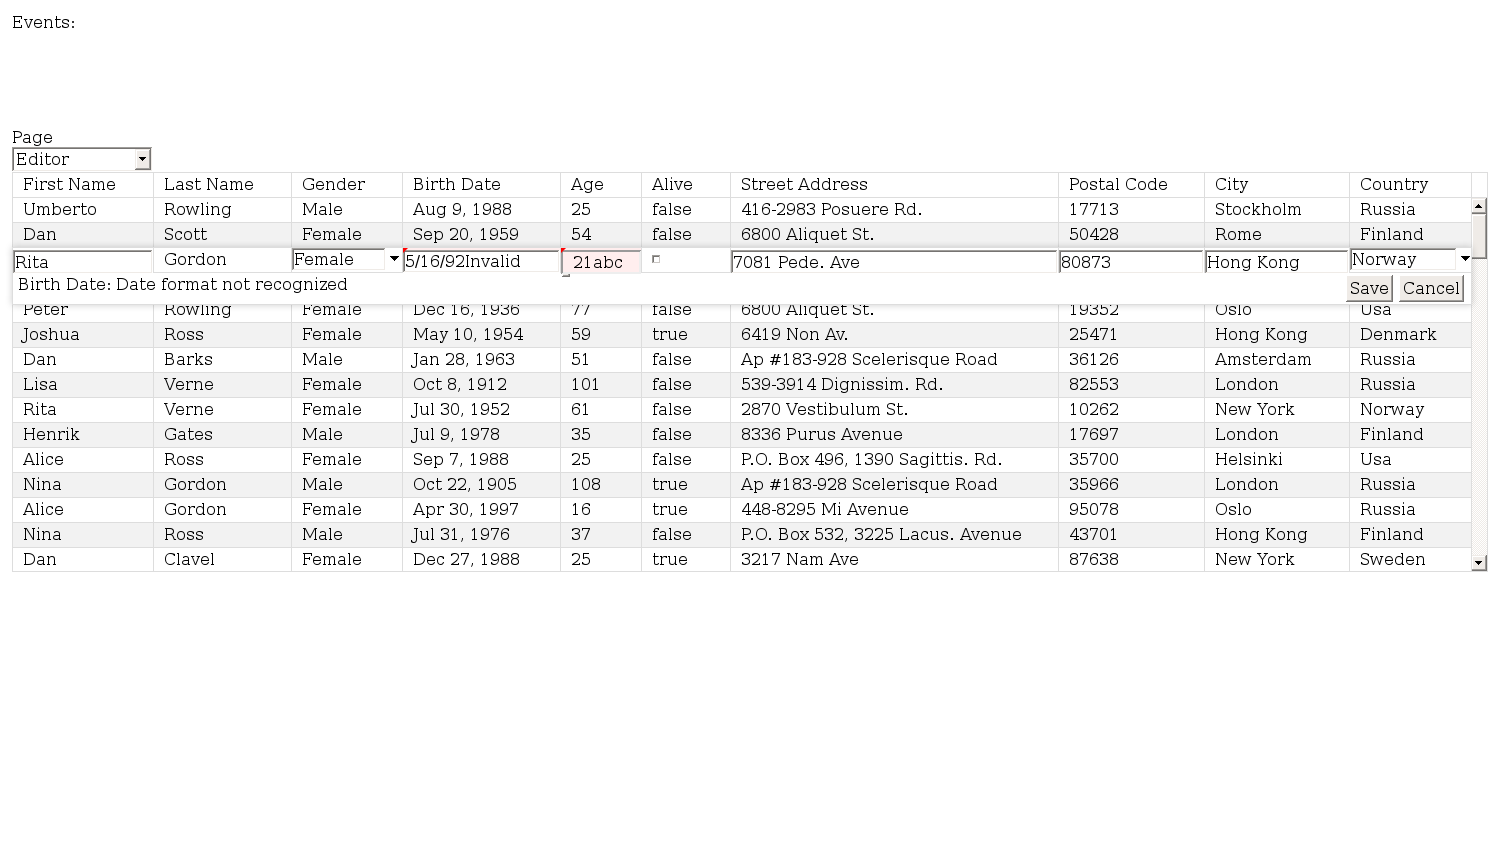 Events:
Page
Editor
First Name Last Name Gender Birth Date Age Alive Street Address Postal Code City Country
Umberto Rowling Male Aug 9, 1988 25 false 416-2983 Posuere Rd. 17713 Stockholm Russia
Dan Scott Female Sep 20, 1959 54 false 6800 Aliquet St. 50428 Rome Finland
Rita Gordon Female 5/16/92Invalid 21abc 7081 Pede. Ave 80873 Hong Kong Norway
Birth Date: Date format not recognized Save Cancel
Peter Rowling Female Dec 16, 1936 77 false 6800 Aliquet St. 19352 Oslo Usa
Joshua Ross Female May 10, 1954 59 true 6419 Non Av. 25471 Hong Kong Denmark
Dan Barks Male Jan 28, 1963 51 false Ap #183-928 Scelerisque Road 36126 Amsterdam Russia
Lisa Verne Female Oct 8, 1912 101 false 539-3914 Dignissim. Rd. 82553 London Russia
Rita Verne Female Jul 30, 1952 61 false 2870 Vestibulum St. 10262 New York Norway
Henrik Gates Male Jul 9, 1978 35 false 8336 Purus Avenue 17697 London Finland
Alice Ross Female Sep 7, 1988 25 false P.O. Box 496, 1390 Sagittis. Rd. 35700 Helsinki Usa
Nina Gordon Male Oct 22, 1905 108 true Ap #183-928 Scelerisque Road 35966 London Russia
Alice Gordon Female Apr 30, 1997 16 true 448-8295 Mi Avenue 95078 Oslo Russia
Nina Ross Male Jul 31, 1976 37 false P.O. Box 532, 3225 Lacus. Avenue 43701 Hong Kong Finland
Dan Clavel Female Dec 27, 1988 25 true 3217 Nam Ave 87638 New York Sweden